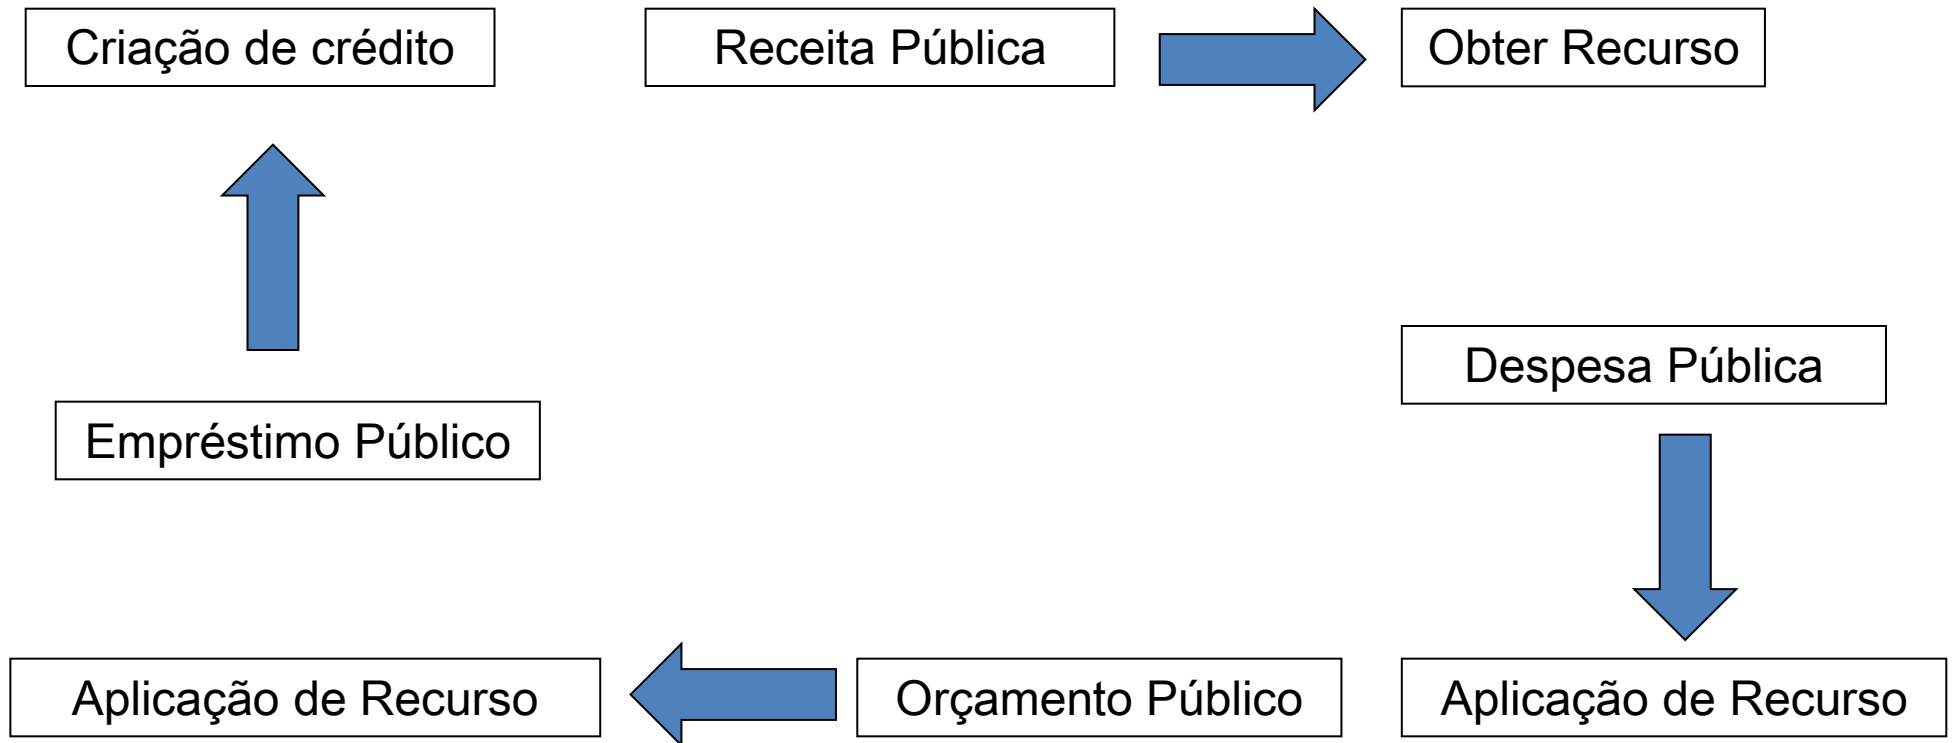 Criação de crédito
Receita Pública
Obter Recurso
Despesa Pública
Empréstimo Público
Aplicação de Recurso
Orçamento Público
Aplicação de Recurso